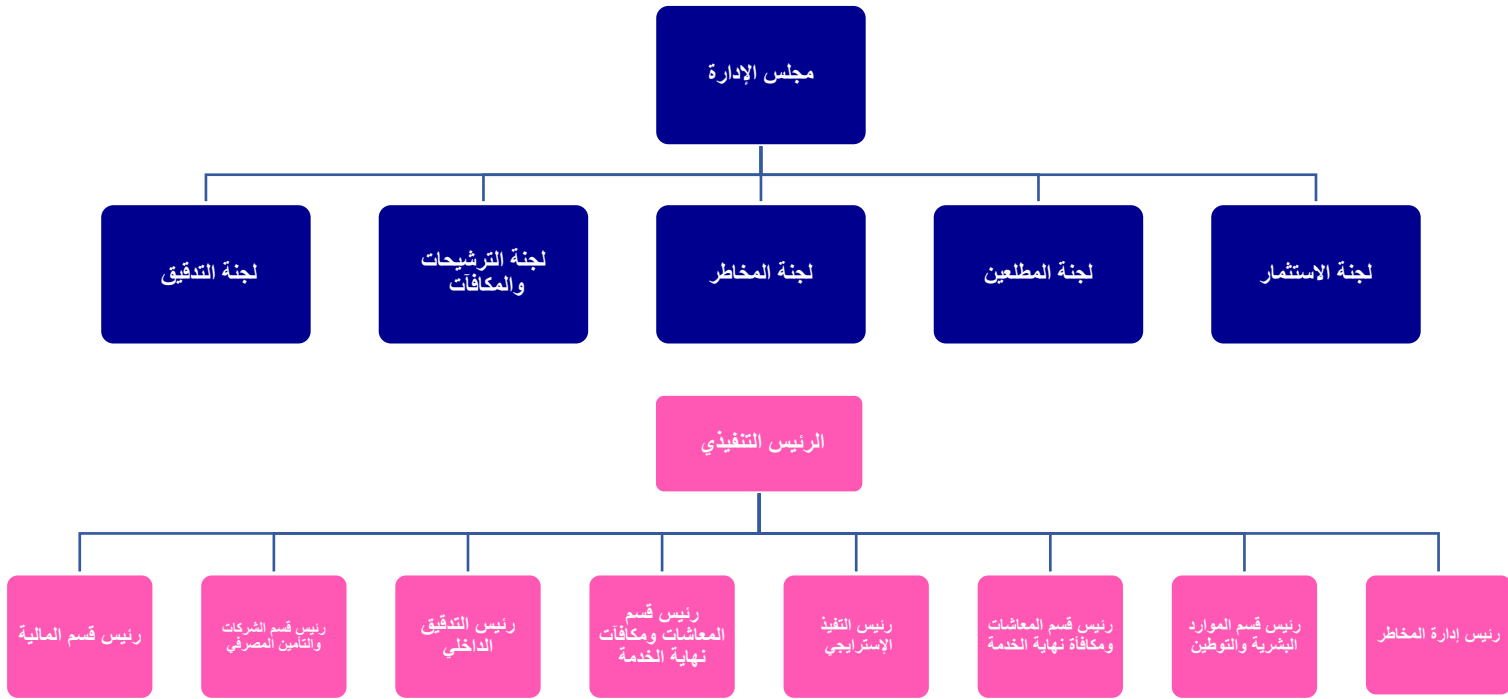 مجلس الإدارة
لجنة الاستثمار
لجنة المطلعين
لجنة المخاطر
لجنة الترشيحات
والمكافآت
لجنة التدقيق
الرئيس التنفيذي
رئيس إدارة المخاطر
رئيس قسم الموارد
البشرية والتوطين
رئيس قسم المعاشات
ومكافأة نهاية الخدمة
رئيس التفيذ
الإسترايجي
رئيس قسم
المعاشات ومكافآت
نهاية الخدمة
رئيس التدقيق
الداخلي
رئيس قسم الشركات
والتأمين المصرفي
رئيس قسم المالية